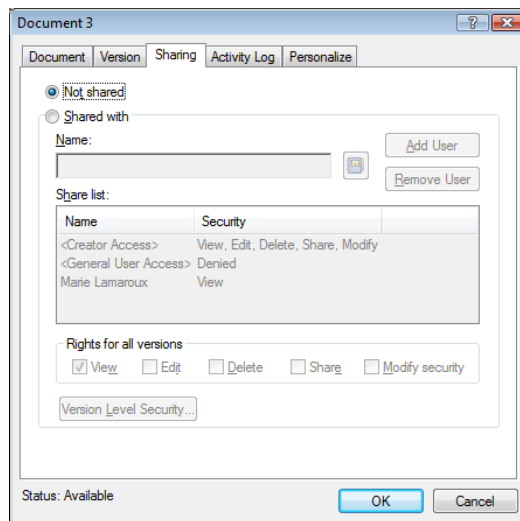 Document 3
Document Version Sharing Activity Log Personalize
Not shared
Shared with
Name:
Add User
Remove User
Share list:
Name Security
<Creator Access> View, Edit, Delete, Share, Modify
<General User Access> Denied
Marie Lamaroux View
Rights for all versions
View Edit Delete Share Modify security
Version Level Security...
Status: Available
OK Cancel